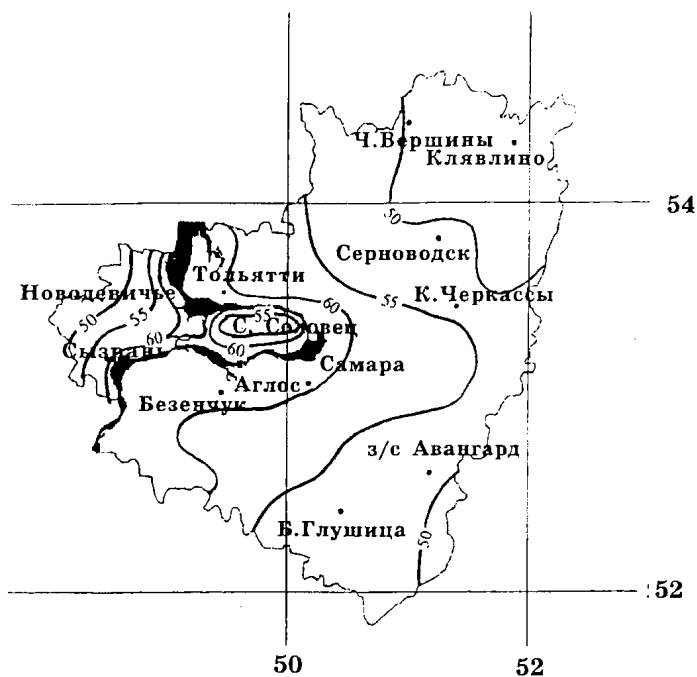 Ч.Вершины
Клявлино
54
50
Серноводск
Тольятти
К.Черкассы
Новодевичье
50
55
60
55
60
55
С. Соловец
60
Сызрань
Самара
Аглос
Безенчук
з/с Авангард
Б.Глушица
50
52
50
52